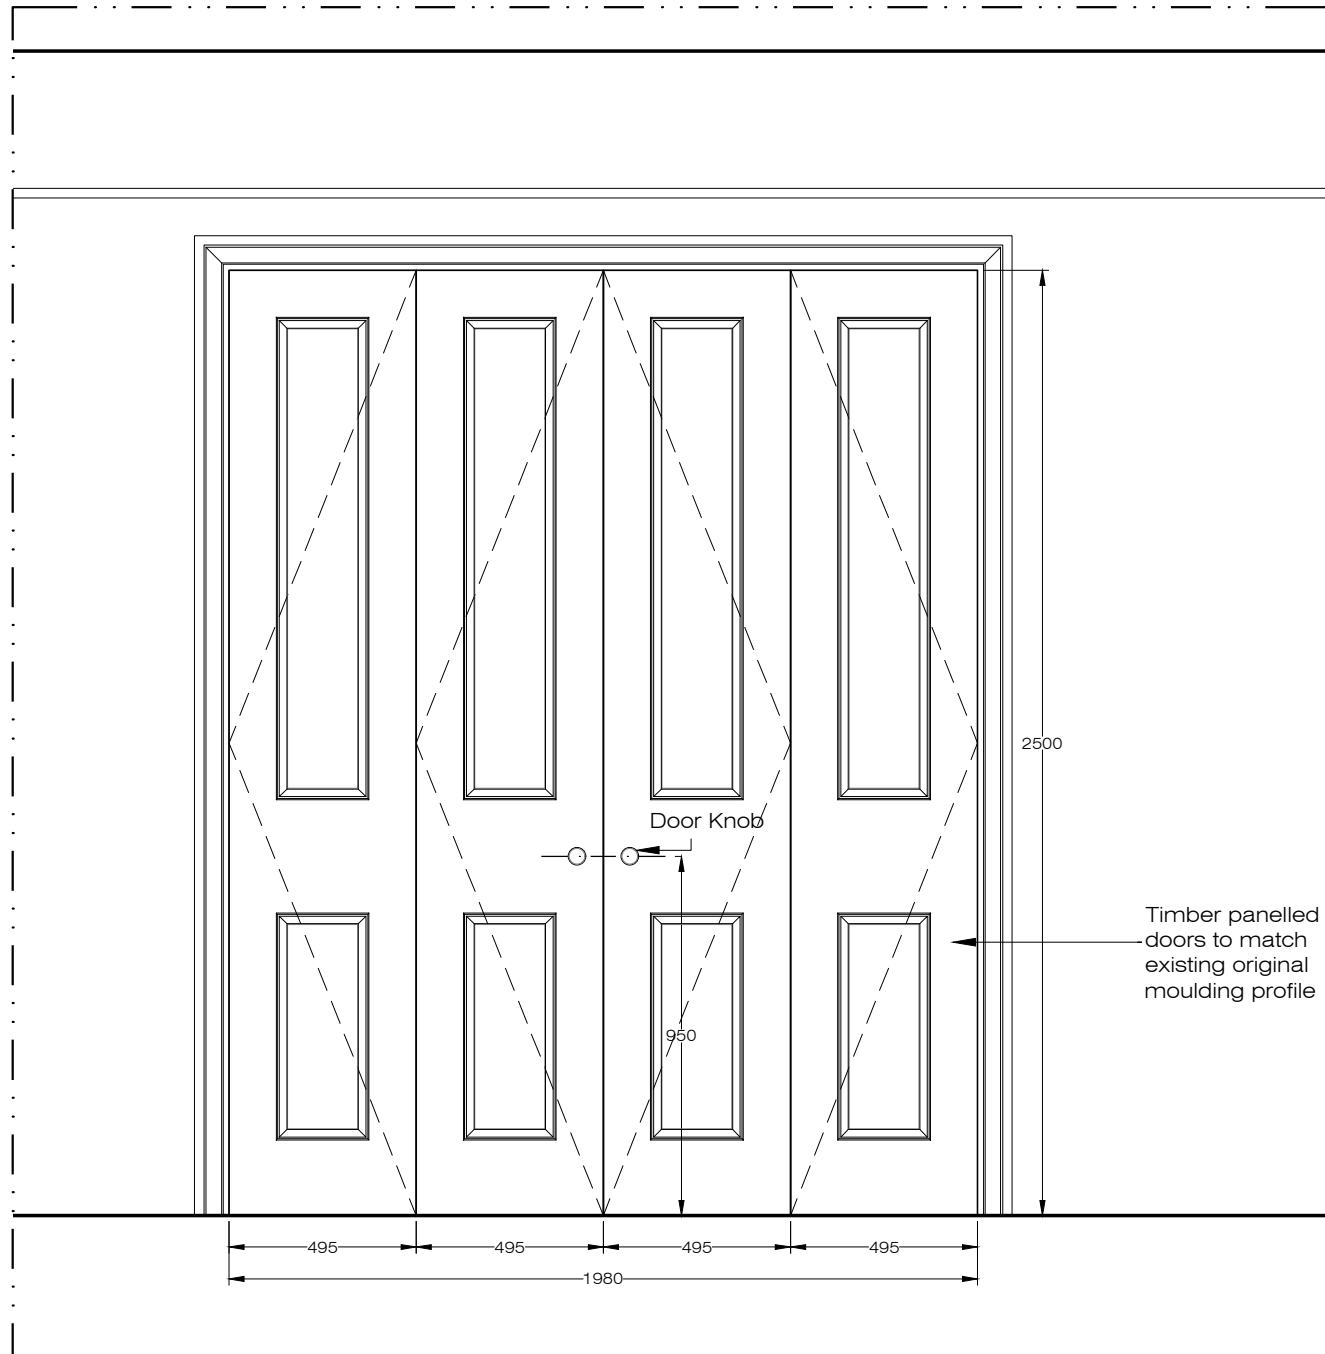 2500
Door Knob
Timber panelled
doors to match
existing original
moulding profile
950
495 495 495 495
1980